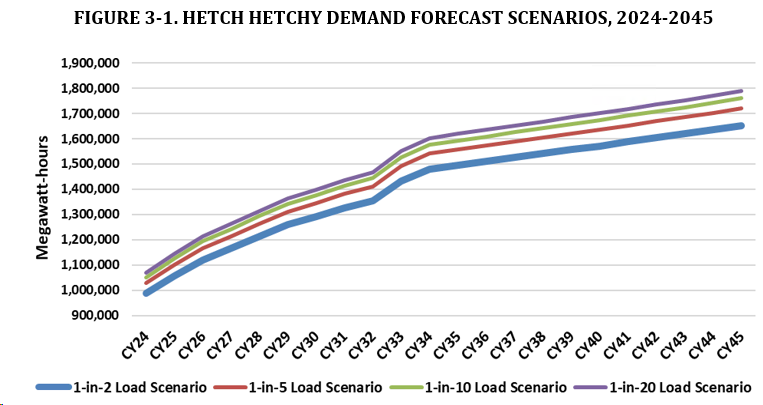 FIGURE 3-1. HETCH HETCHY DEMAND FORECAST SCENARIOS, 2024-2045
1,900,000
1,800,000
1,700,000
1,600,000
1,500,000
1,400,000
1,300,000
1,200,000
1,100,000
1,000,000
900,000
Megawatt-hours
CY24 CY25 CY26 CY27 CY28 CY29 CY30 CY31 CY32 CY33 CY34 CY35 CY36 CY37 CY38 CY39 CY40 CY41 CY42 CY43 CY44 CY45
1-in-2 Load Scenario 1-in-5 Load Scenario 1-in-10 Load Scenario 1-in-20 Load Scenario